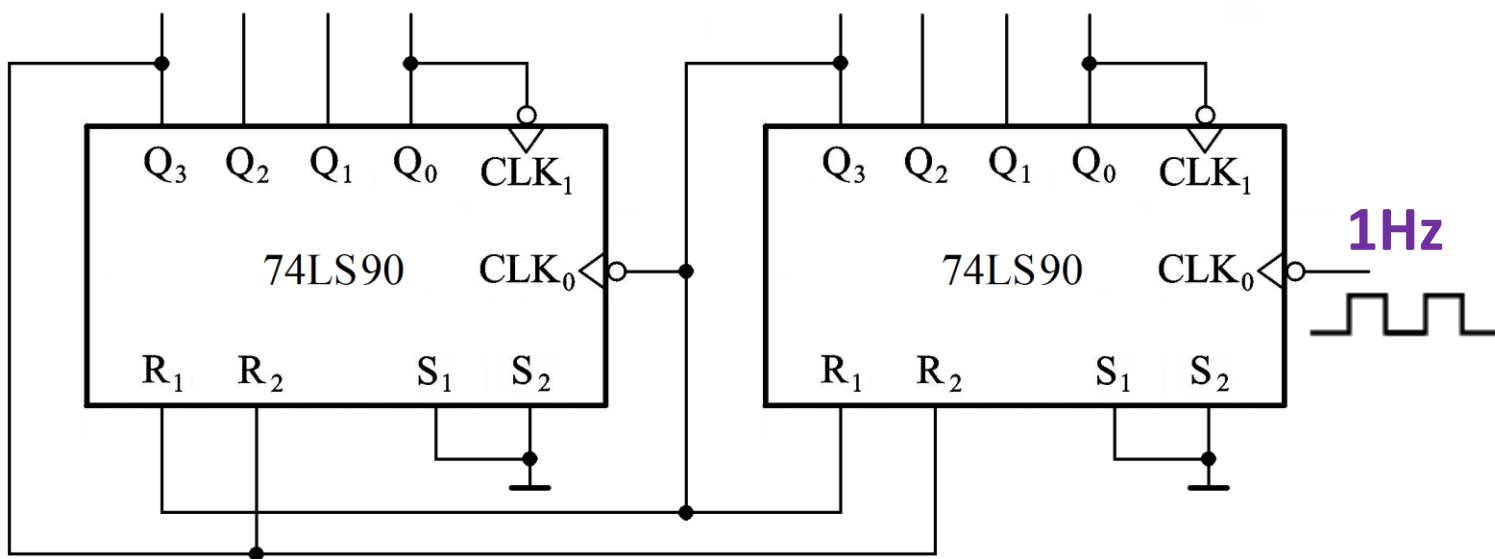 Q₃ Q₂ Q₁ Q₀ CLK₁
74LS90 CLK₀
R₁ R₂ S₁ S₂
Q₃ Q₂ Q₁ Q₀ CLK₁
1Hz
74LS90 CLK₀
R₁ R₂ S₁ S₂